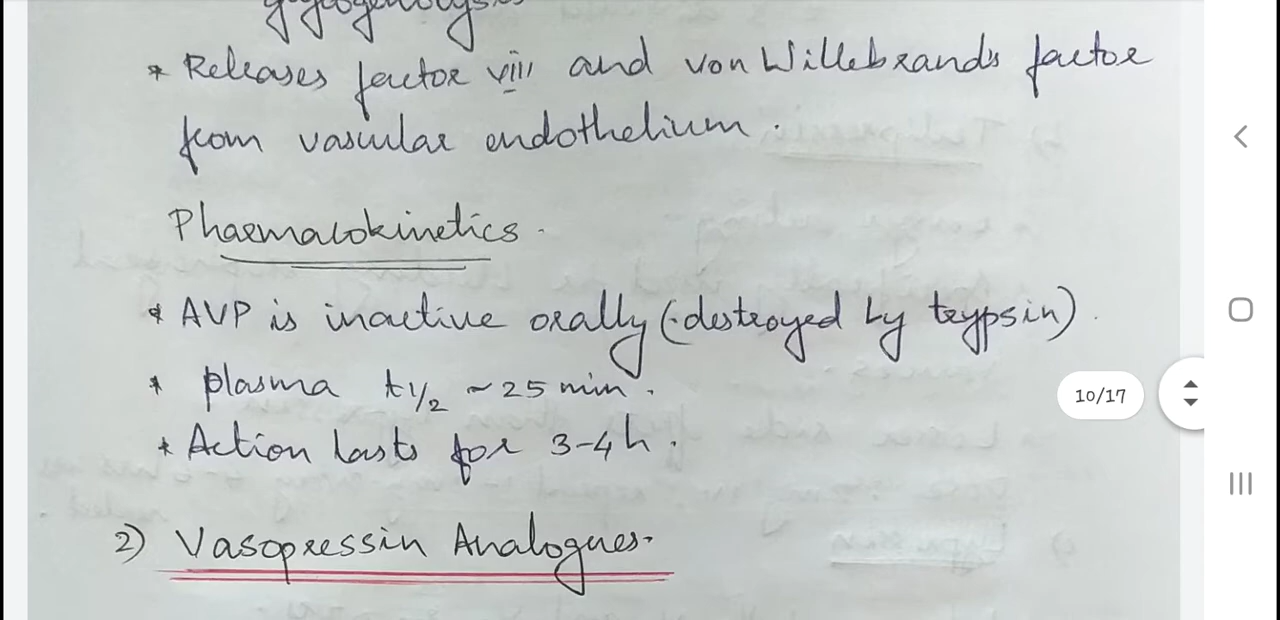 glycogenolysis
* Releases factor viii and von Willebrand's factor
from vascular endothelium.
Pharmacokinetics.
* AVP is inactive orally (destroyed by trypsin).
* plasma t1/2 ~ 25 min.
10/17
* Action lasts for 3-4h.
2) Vasopressin Analogues.